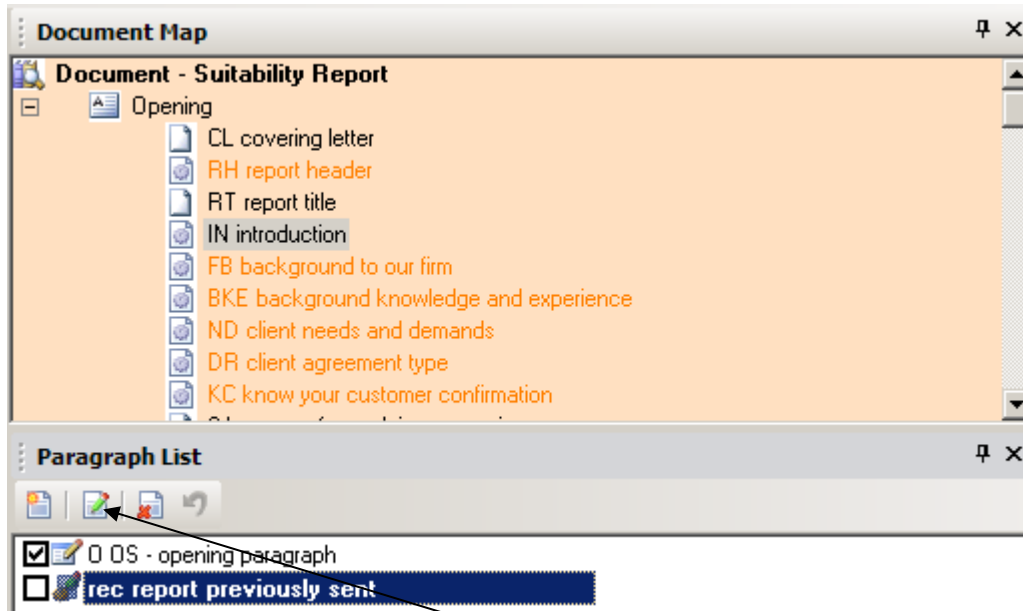 Document Map
Document - Suitability Report
Opening
CL covering letter
RH report header
RT report title
IN introduction
FB background to our firm
BKE background knowledge and experience
ND client needs and demands
DR client agreement type
KC know your customer confirmation
Paragraph List
O OS - opening paragraph
rec report previously sent